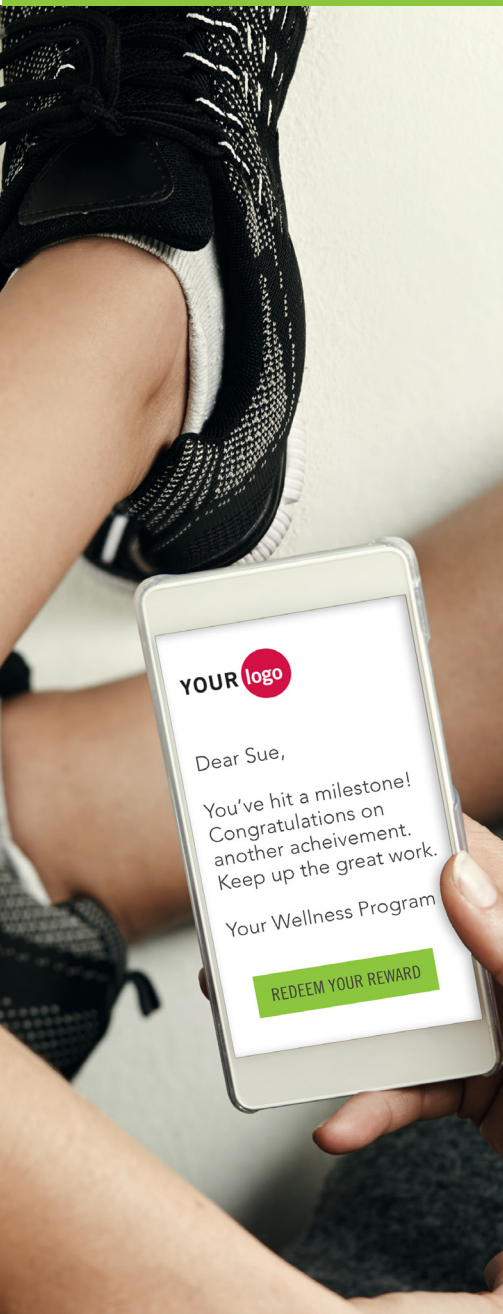 YOUR logo
Dear Sue,
You've hit a milestone!
Congratulations on
another acheivement.
Keep up the great work.
Your Wellness Program
REDEEM YOUR REWARD